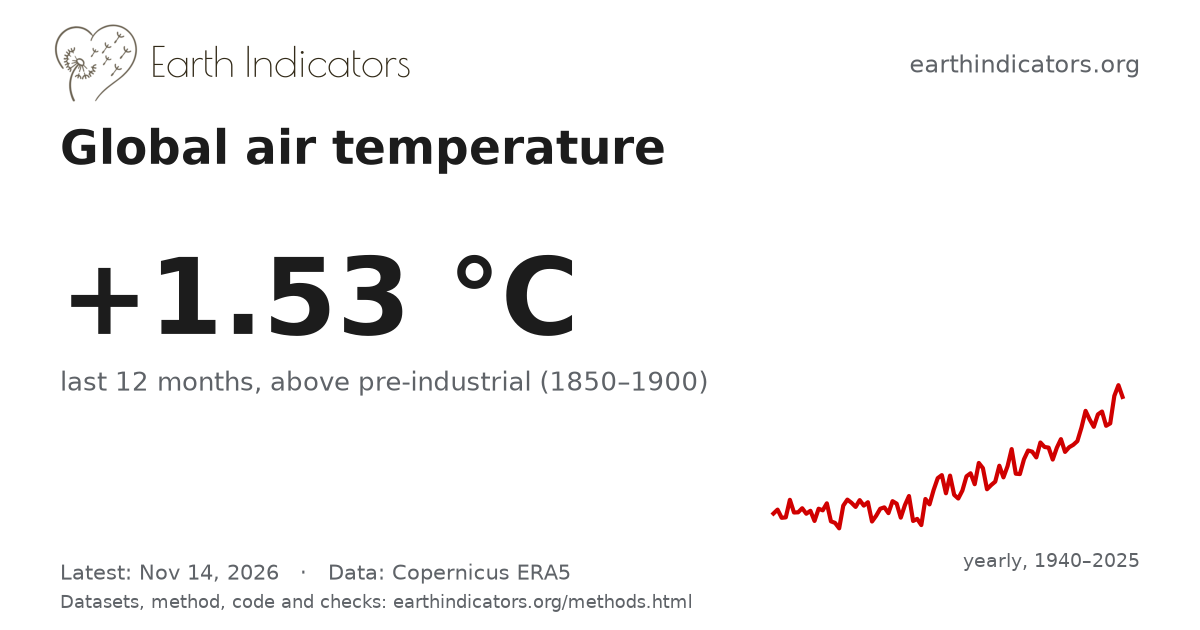 Earth Indicators
earthindicators.org
Global air temperature
+1.53 °C
last 12 months, above pre-industrial (1850–1900)
yearly, 1940–2025
Latest: Nov 14, 2026 · Data: Copernicus ERA5
Datasets, method, code and checks: earthindicators.org/methods.html